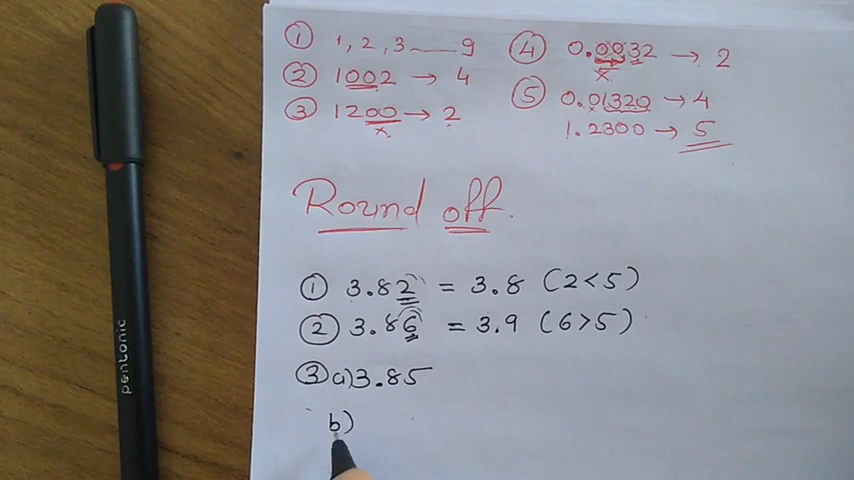 ① 1, 2, 3 —— 9
② 1002 → 4
③ 1200 → 2
x
④ 0.0032 → 2
x
⑤ 0.01320 → 4
x
1.2300 → 5
Round off.
① 3.82 = 3.8 (2<5)
② 3.86 = 3.9 (6>5)
③ a) 3.85
b)
pentonic